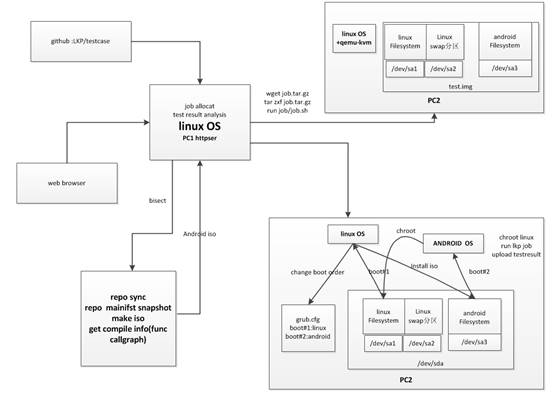 github :LKP/testcase
job allocat
test result analysis
linux OS
PC1 httpser
web browser
bisect
Android iso
repo sync
repo mainifst snapshot
make iso
get compile info(func
callgraph)
wget job.tar.gz
tar zxf job.tar.gz
run job/job.sh
linux OS
+qemu-kvm
linux
Filesystem
Linux
swap分区
android
Filesystem
/dev/sa1
/dev/sa2
/dev/sa3
test.img
PC2
linux OS
chroot
ANDROID OS
chroot linux
run lkp job
upload testresult
change boot order
boot#1
Install iso
boot#2
grub.cfg
boot#1:linux
boot#2:android
linux
Filesystem
Linux
swap分区
android
Filesystem
/dev/sa1
/dev/sa2
/dev/sa3
/dev/sda
PC2